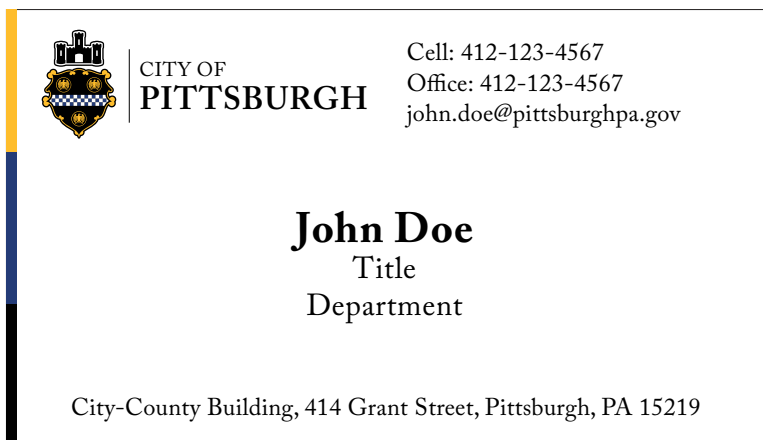 CITY OF
PITTSBURGH
Cell: 412-123-4567
Office: 412-123-4567
john.doe@pittsburghpa.gov
John Doe
Title
Department
City-County Building, 414 Grant Street, Pittsburgh, PA 15219